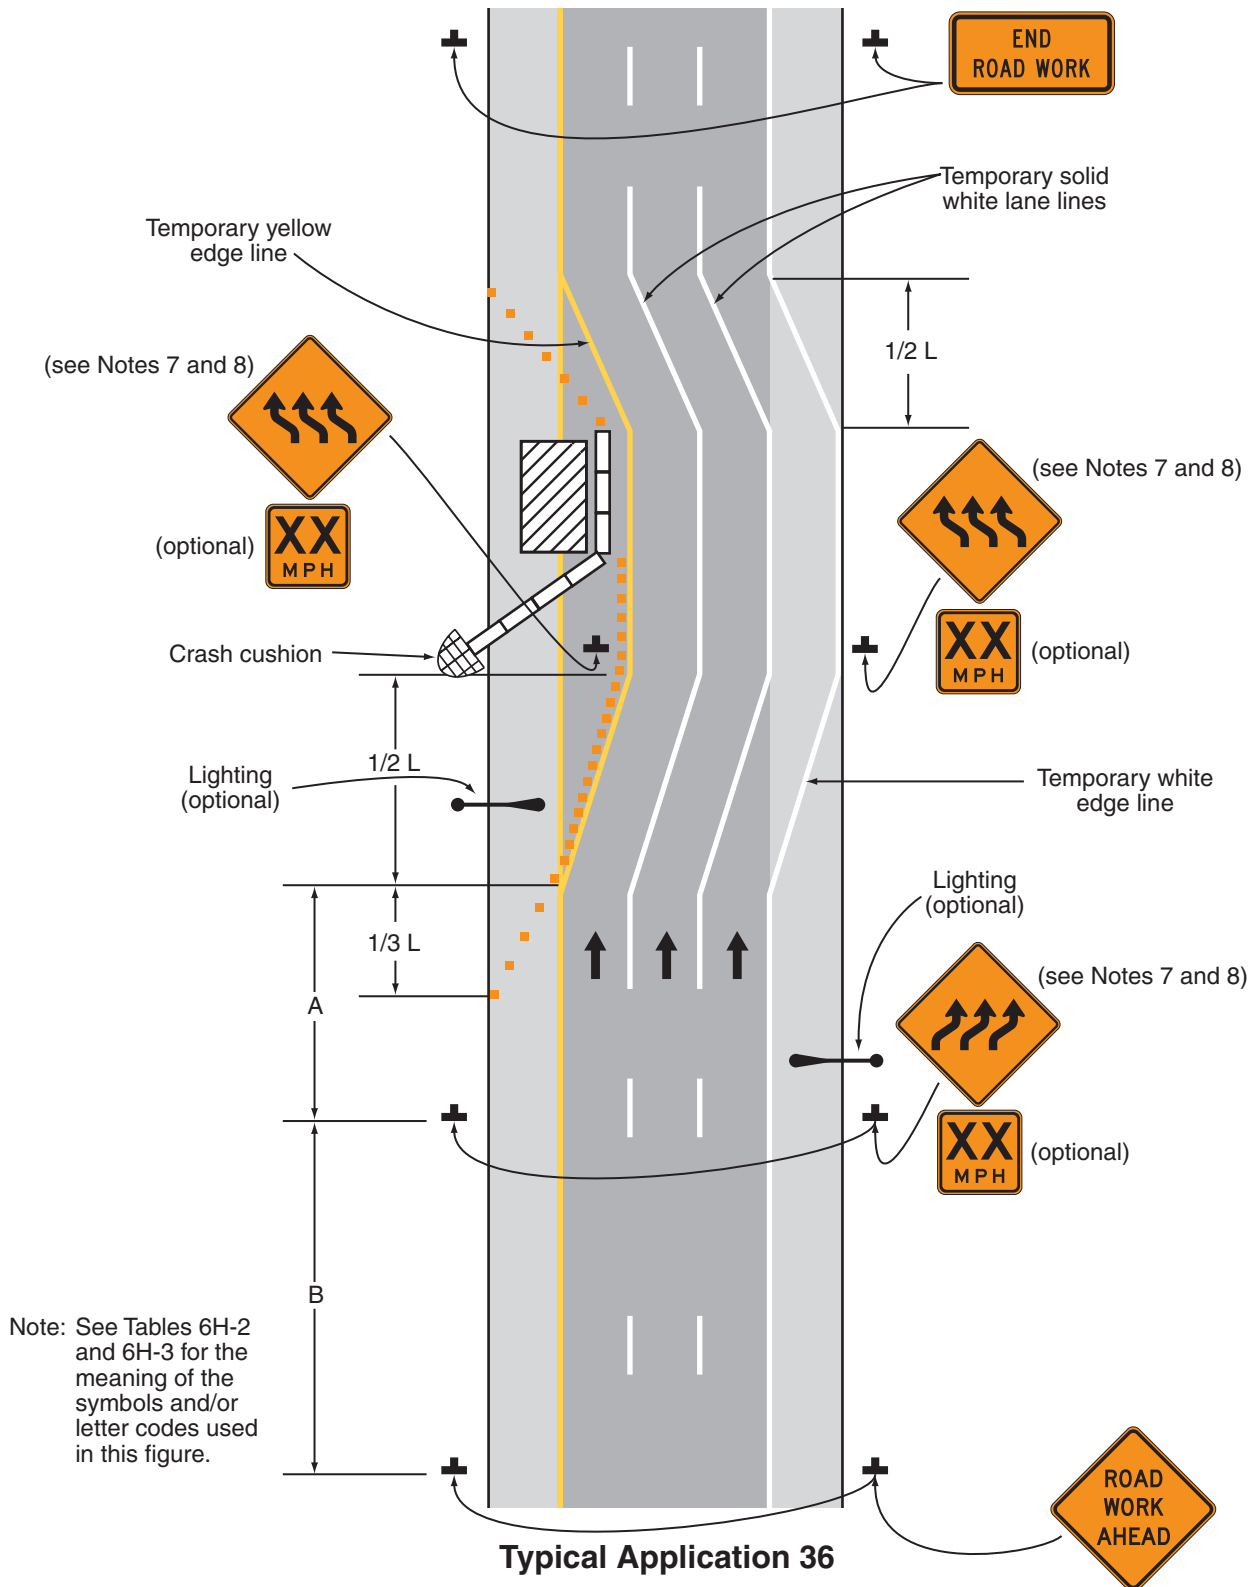 END
ROAD WORK
Temporary solid
white lane lines
Temporary yellow
edge line
1/2 L
(see Notes 7 and 8)
(see Notes 7 and 8)
XX
MPH
(optional)
XX
MPH
(optional)
Crash cushion
1/2 L
Lighting
(optional)
Temporary white
edge line
Lighting
(optional)
1/3 L
(see Notes 7 and 8)
A
XX
MPH
(optional)
B
Note: See Tables 6H-2
and 6H-3 for the
meaning of the
symbols and/or
letter codes used
in this figure.
ROAD
WORK
AHEAD
Typical Application 36